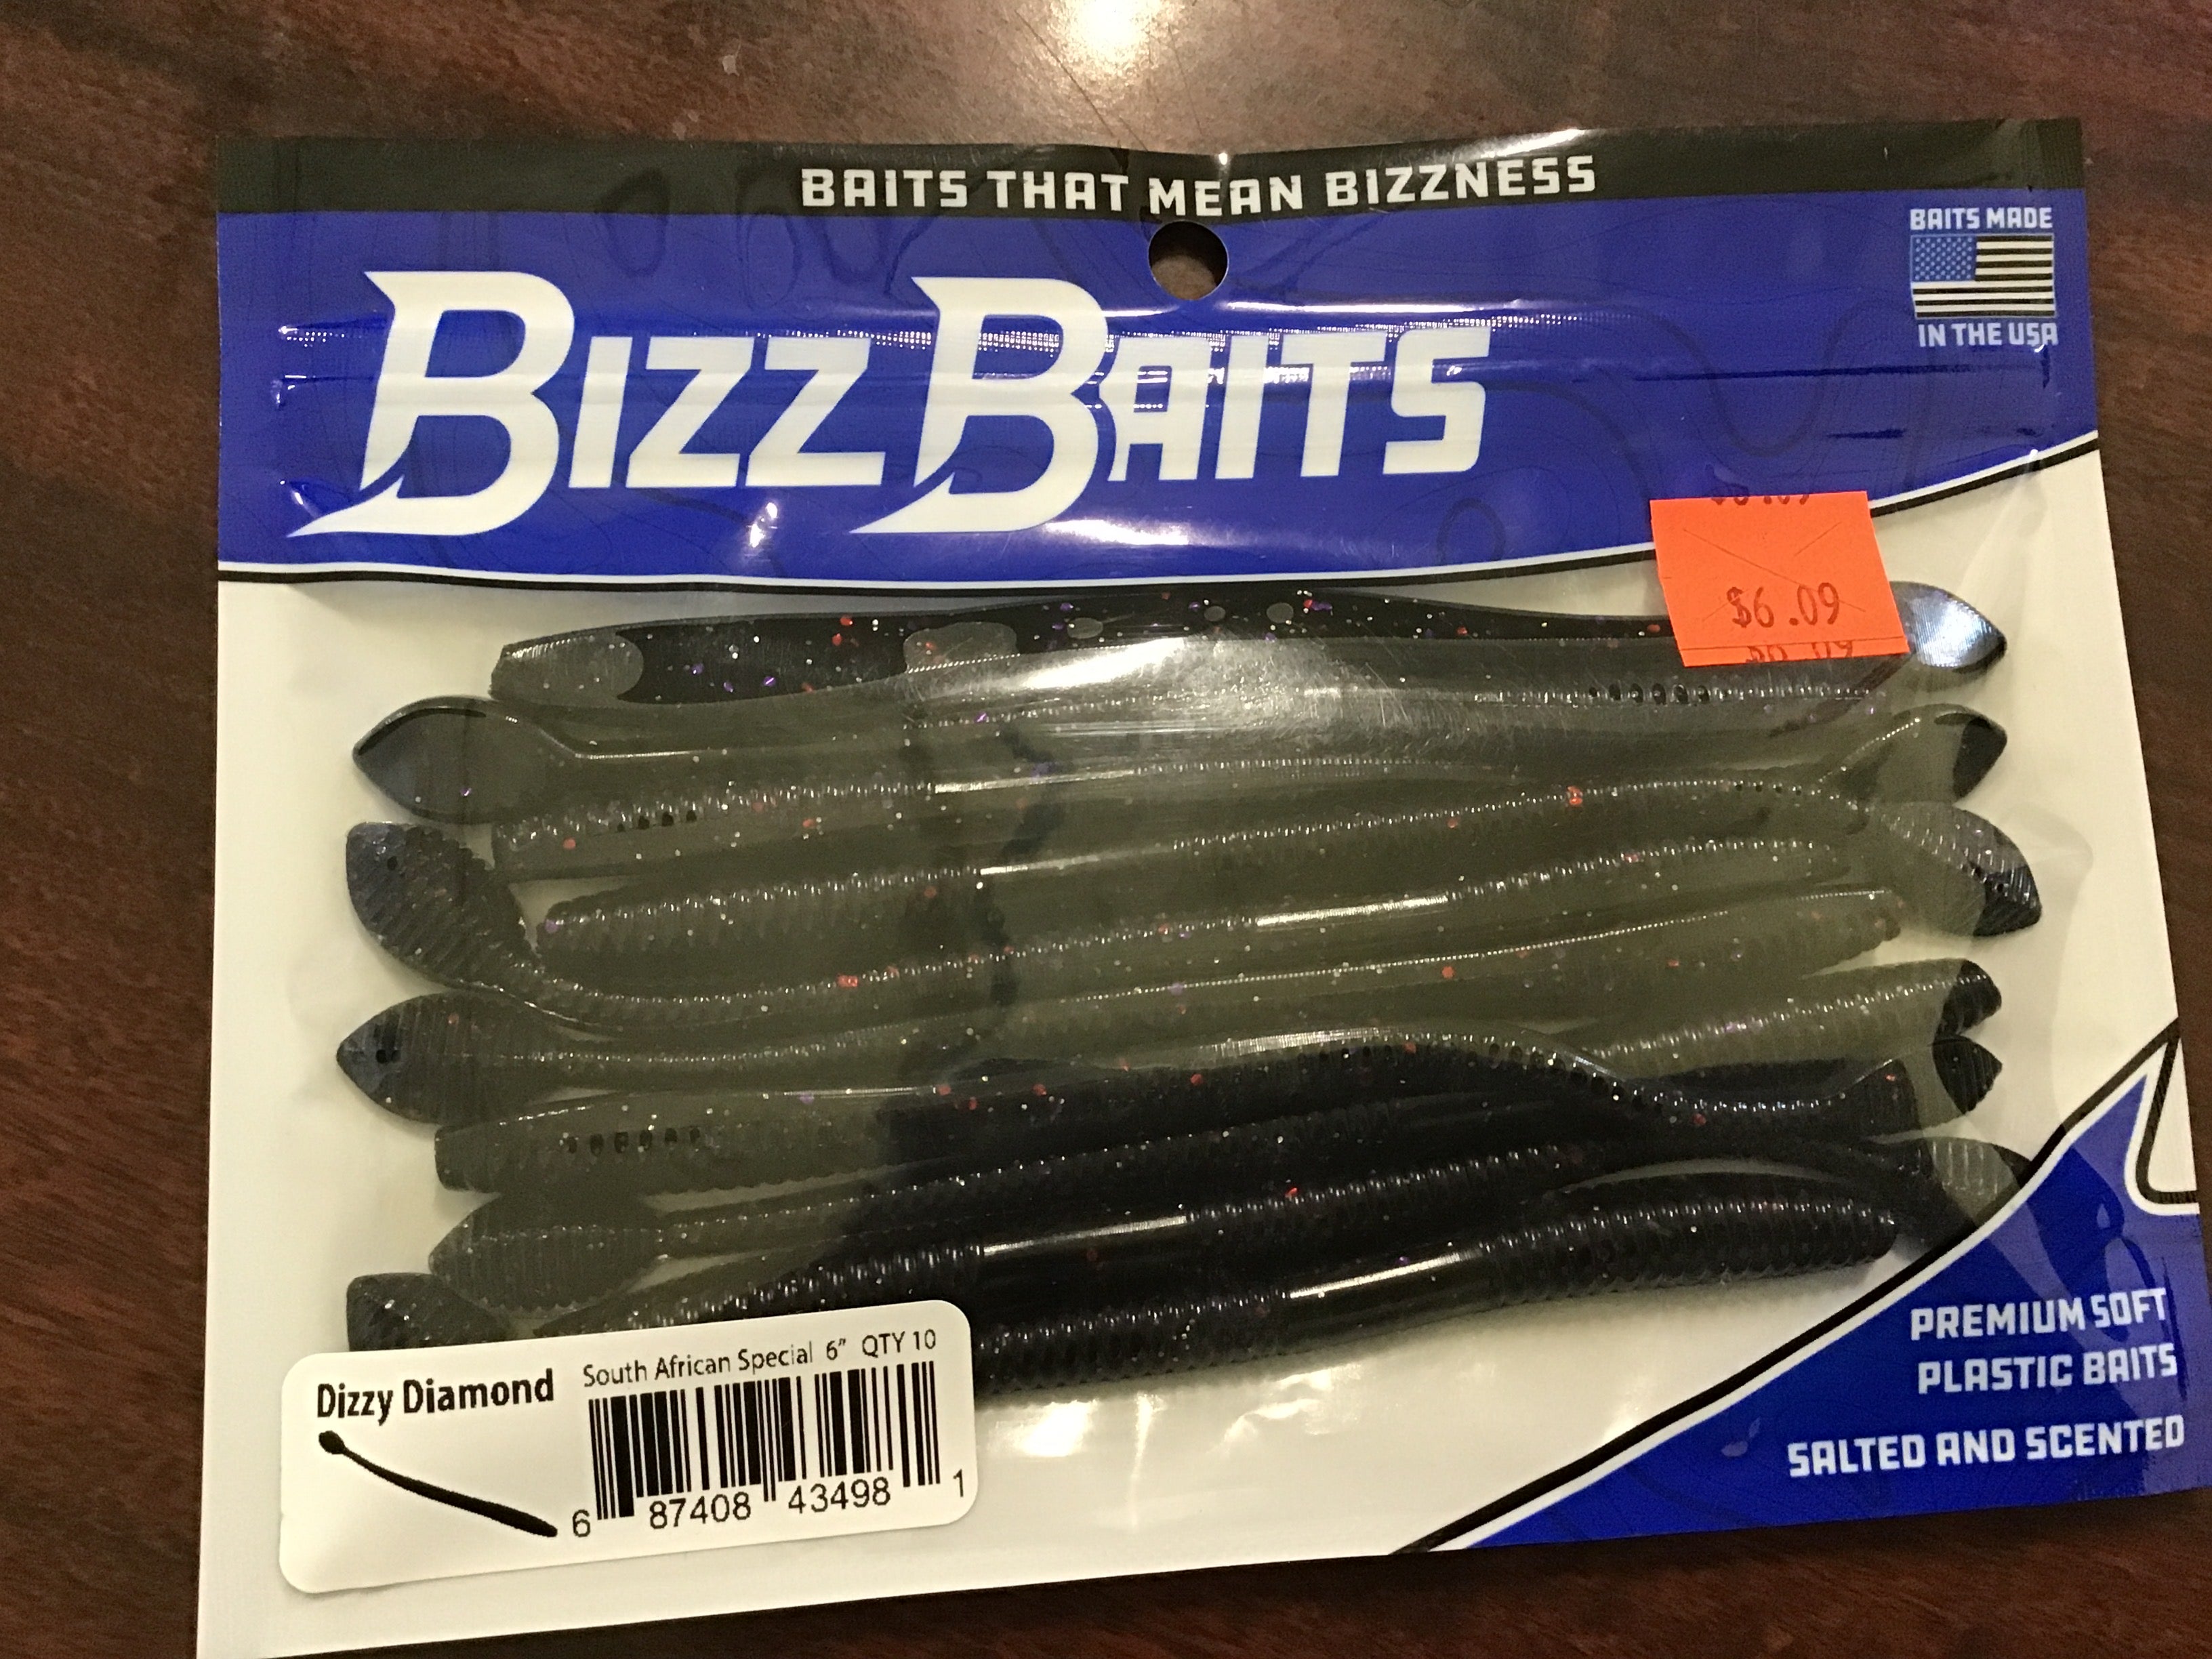 BAITS THAT MEAN BIZZNESS
BAITS MADE
IN THE USA
BIZZ BAITS
$6.09
PREMIUM SOFT
PLASTIC BAITS
SALTED AND SCENTED
Dizzy Diamond
South African Special 6" QTY 10
6 87408 43498 1